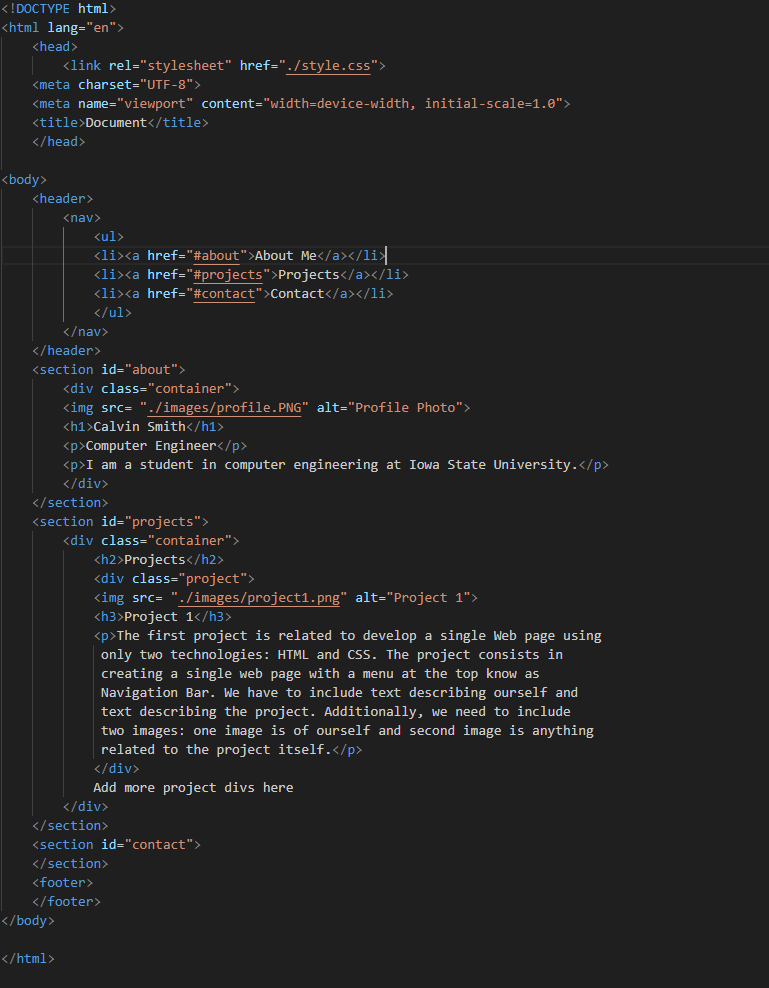 <!DOCTYPE html>
<html lang="en">
    <head>
        <link rel="stylesheet" href="./style.css">
    <meta charset="UTF-8">
    <meta name="viewport" content="width=device-width, initial-scale=1.0">
    <title>Document</title>
    </head>

<body>
    <header>
        <nav>
            <ul>
            <li><a href="#about">About Me</a></li>
            <li><a href="#projects">Projects</a></li>
            <li><a href="#contact">Contact</a></li>
            </ul>
        </nav>
    </header>
    <section id="about">
        <div class="container">
        <img src= "./images/profile.PNG" alt="Profile Photo">
        <h1>Calvin Smith</h1>
        <p>Computer Engineer</p>
        <p>I am a student in computer engineering at Iowa State University.</p>
        </div>
    </section>
    <section id="projects">
        <div class="container">
            <h2>Projects</h2>
            <div class="project">
            <img src= "./images/project1.png" alt="Project 1">
            <h3>Project 1</h3>
            <p>The first project is related to develop a single Web page using
             only two technologies: HTML and CSS. The project consists in
             creating a single web page with a menu at the top know as
             Navigation Bar. We have to include text describing ourself and
             text describing the project. Additionally, we need to include
             two images: one image is of ourself and second image is anything
             related to the project itself.</p>
            </div>
            Add more project divs here
        </div>
    </section>
    <section id="contact">
    </section>
    <footer>
    </footer>
</body>

</html>